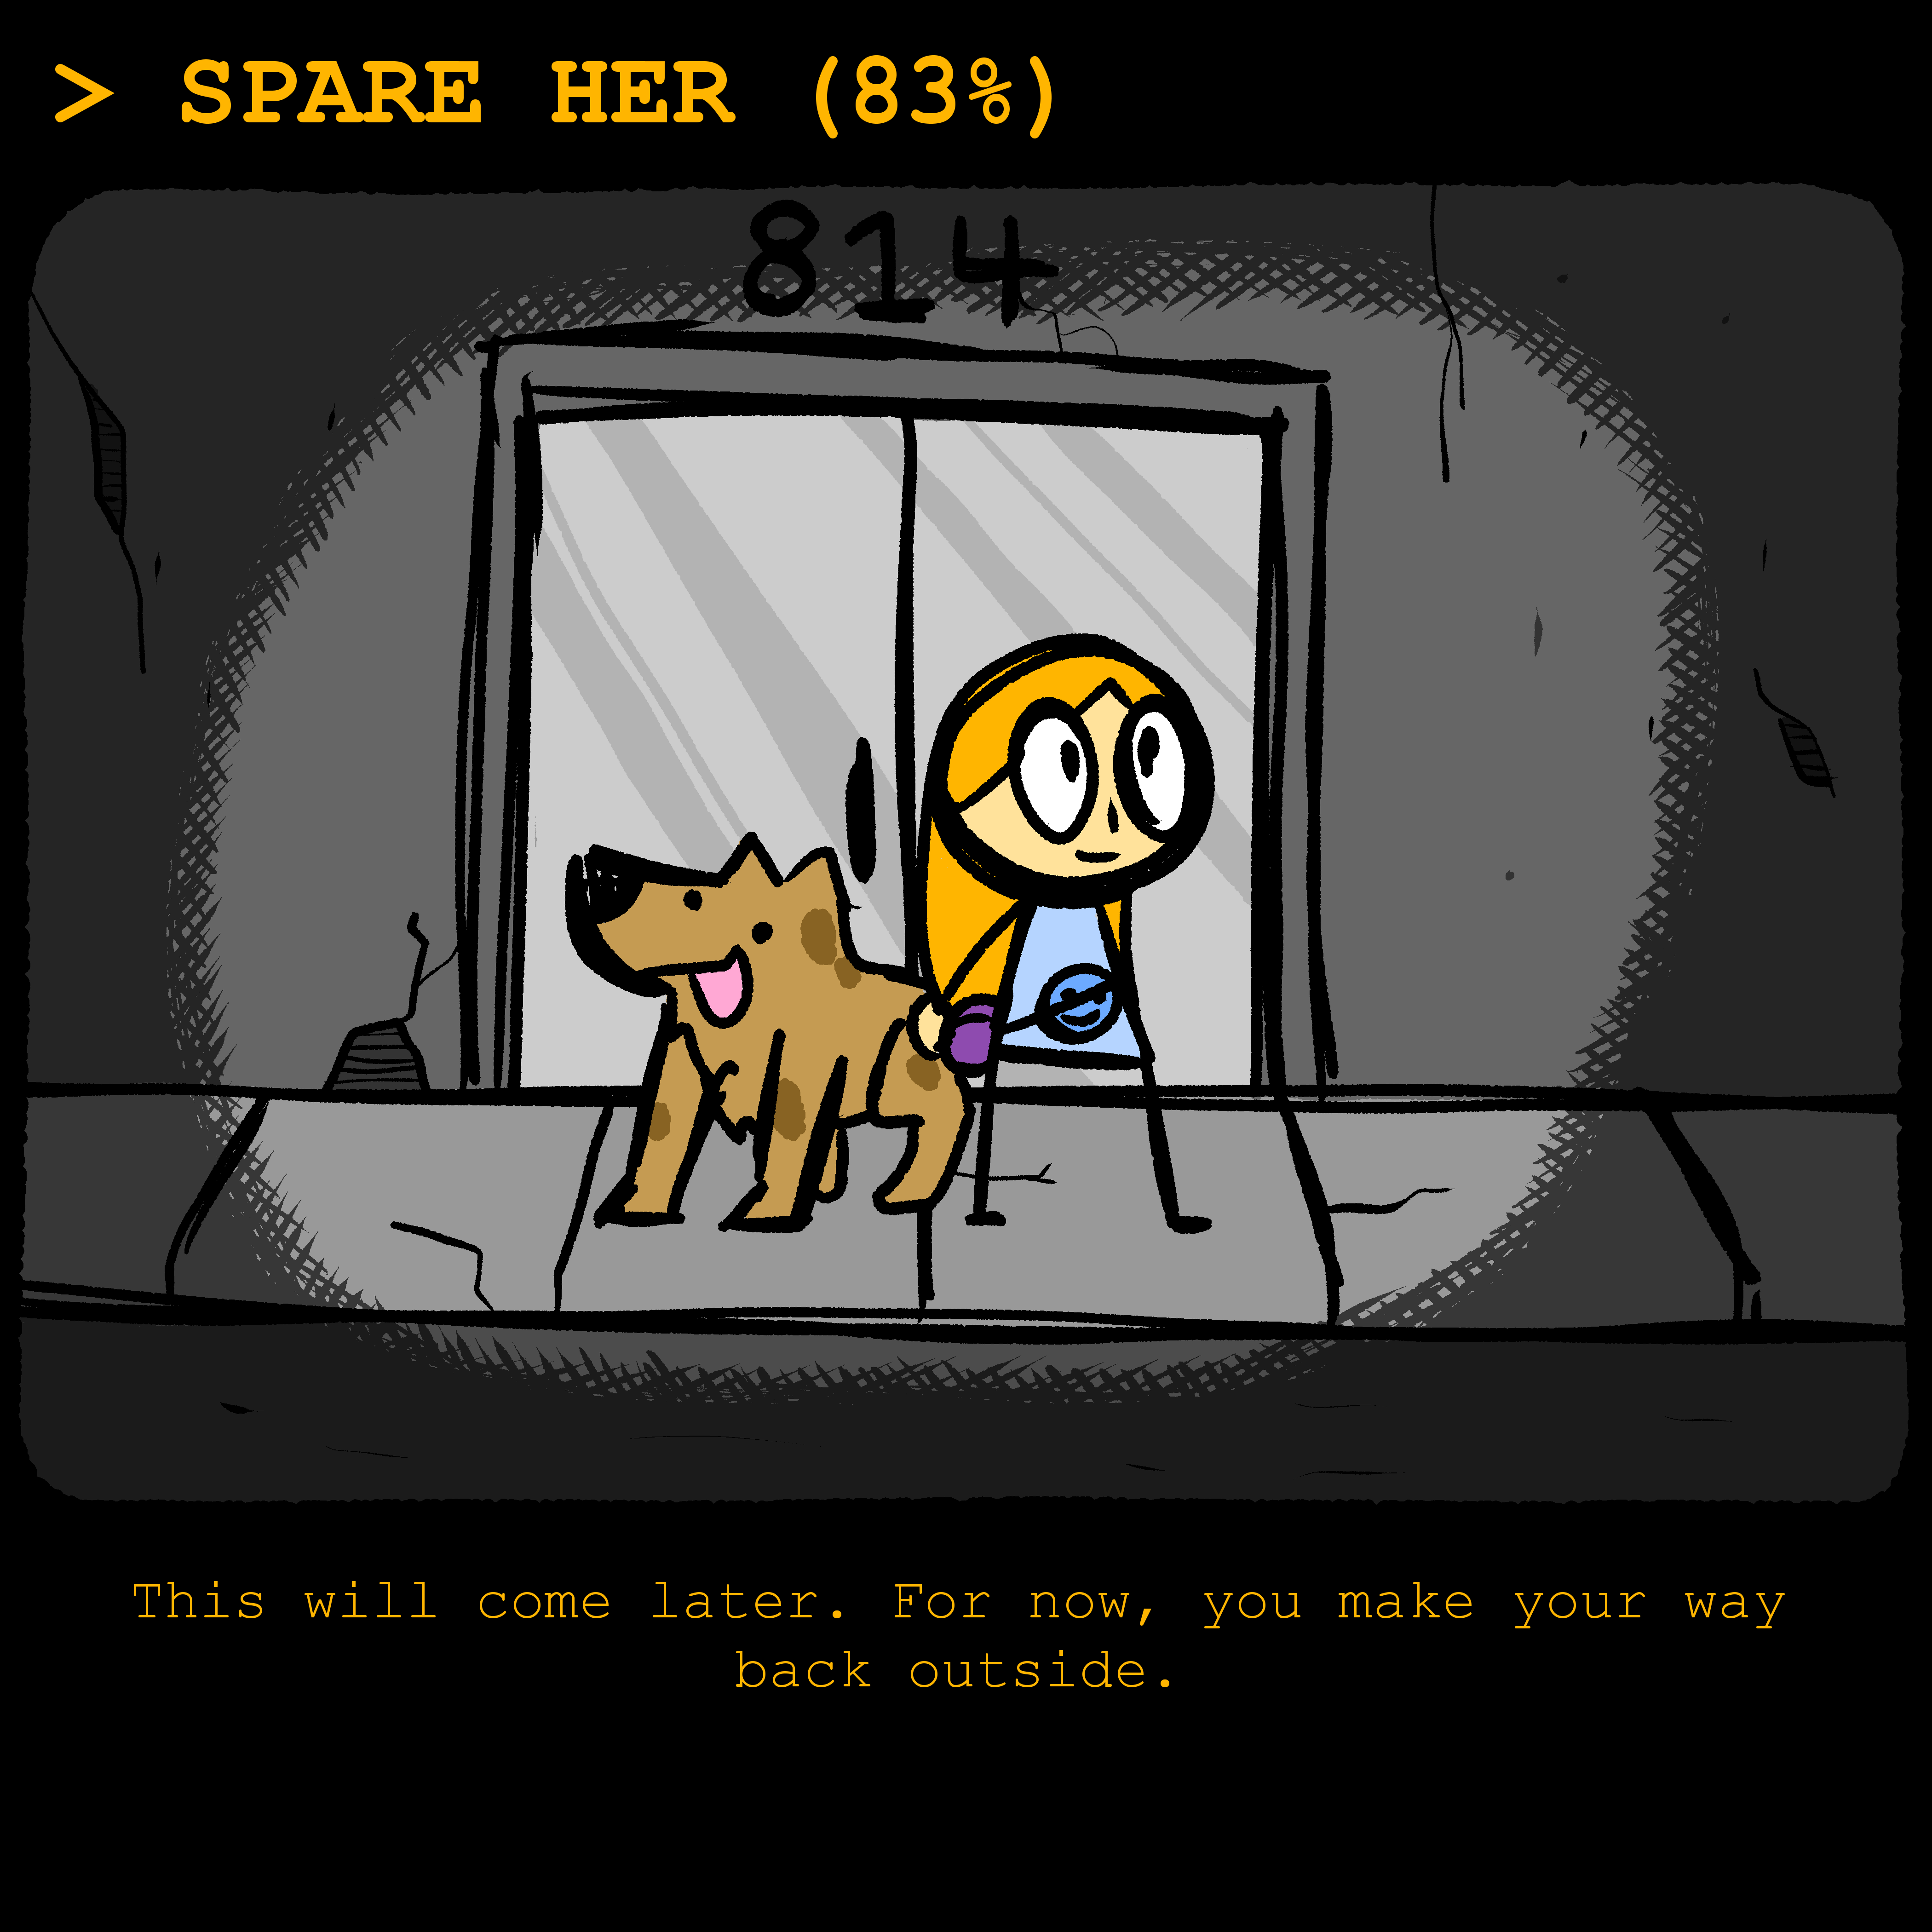 > SPARE HER (83%)
814
This will come later. For now, you make your way
back outside.